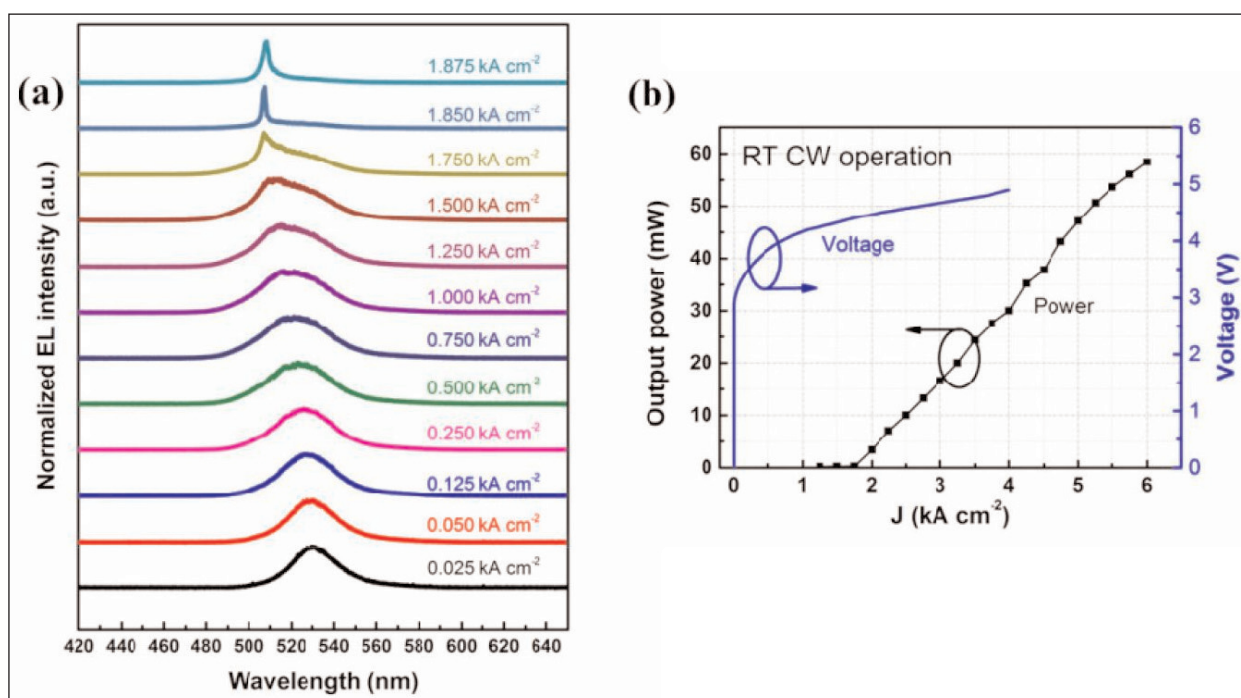 (a)
Normalized EL intensity (a.u.)
1.875 kA cm-2
1.850 kA cm-2
1.750 kA cm-2
1.500 kA cm-2
1.250 kA cm-2
1.000 kA cm-2
0.750 kA cm-2
0.500 kA cm-3
0.250 kA cm-2
0.125 kA cm-2
0.050 kA cm-2
0.025 kA cm-2
420 440 460 480 500 520 540 560 580 600 620 640
Wavelength (nm)
(b)
RT CW operation
Output power (mW)
60
50
40
30
20
10
0
Voltage
Power
6
5
4
3
2
1
0
Voltage (V)
0 1 2 3 4 5 6
J (kA cm-2)